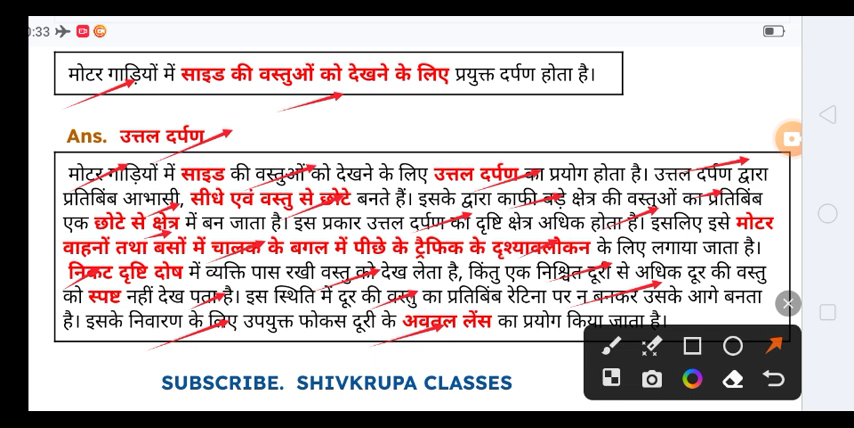 :33
मोटर गाड़ियों में साइड की वस्तुओं को देखने के लिए प्रयुक्त दर्पण होता है।
Ans. उत्तल दर्पण
मोटर गाड़ियों में साइड की वस्तुओं को देखने के लिए उत्तल दर्पण का प्रयोग होता है। उत्तल दर्पण द्वारा
प्रतिबिंब आभासी, सीधे एवं वस्तु से छोटे बनते हैं। इसके द्वारा काफी बड़े क्षेत्र की वस्तुओं का प्रतिबिंब
एक छोटे से क्षेत्र में बन जाता है। इस प्रकार उत्तल दर्पण का दृष्टि क्षेत्र अधिक होता है। इसलिए इसे मोटर
वाहनों तथा बसों में चालक के बगल में पीछे के ट्रैफिक के दृश्यावलोकन के लिए लगाया जाता है।
निकट दृष्टि दोष में व्यक्ति पास रखी वस्तु को देख लेता है, किंतु एक निश्चित दूरी से अधिक दूर की वस्तु
को स्पष्ट नहीं देख पता है। इस स्थिति में दूर की वस्तु का प्रतिबिंब रेटिना पर न बनकर उसके आगे बनता
है। इसके निवारण के लिए उपयुक्त फोकस दूरी के अवतल लेंस का प्रयोग किया जाता है।
SUBSCRIBE. SHIVKRUPA CLASSES